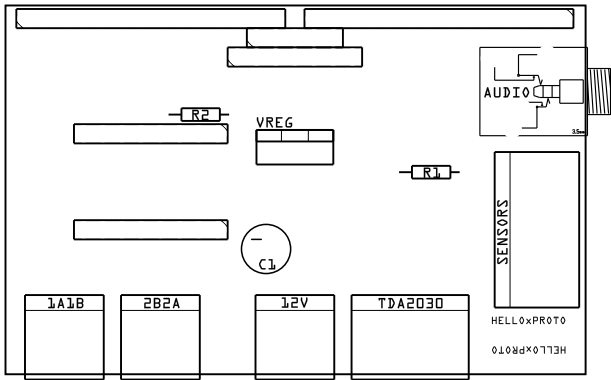 AUDIO
3.5mm
R2
VREG
R1
SENSORS
C1
1A1B
2B2A
12V
TDA2030
HELLOxPROTO
HELLOxPROTO